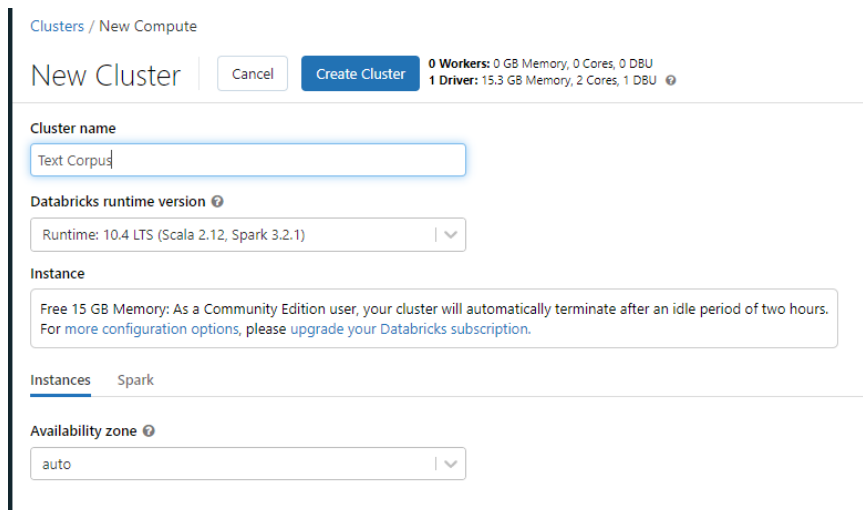 Clusters / New Compute
New Cluster
Cancel
Create Cluster
0 Workers: 0 GB Memory, 0 Cores, 0 DBU
1 Driver: 15.3 GB Memory, 2 Cores, 1 DBU ?
Cluster name
Text Corpus
Databricks runtime version ?
Runtime: 10.4 LTS (Scala 2.12, Spark 3.2.1)
Instance
Free 15 GB Memory: As a Community Edition user, your cluster will automatically terminate after an idle period of two hours.
For more configuration options, please upgrade your Databricks subscription.
Instances Spark
Availability zone ?
auto